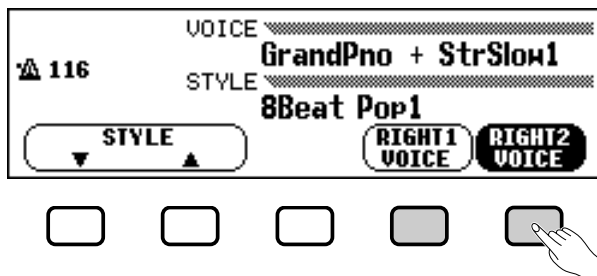 VOICE
GrandPno + StrSlow1
116
STYLE
8Beat Pop1
STYLE
RIGHT1 RIGHT2
VOICE VOICE